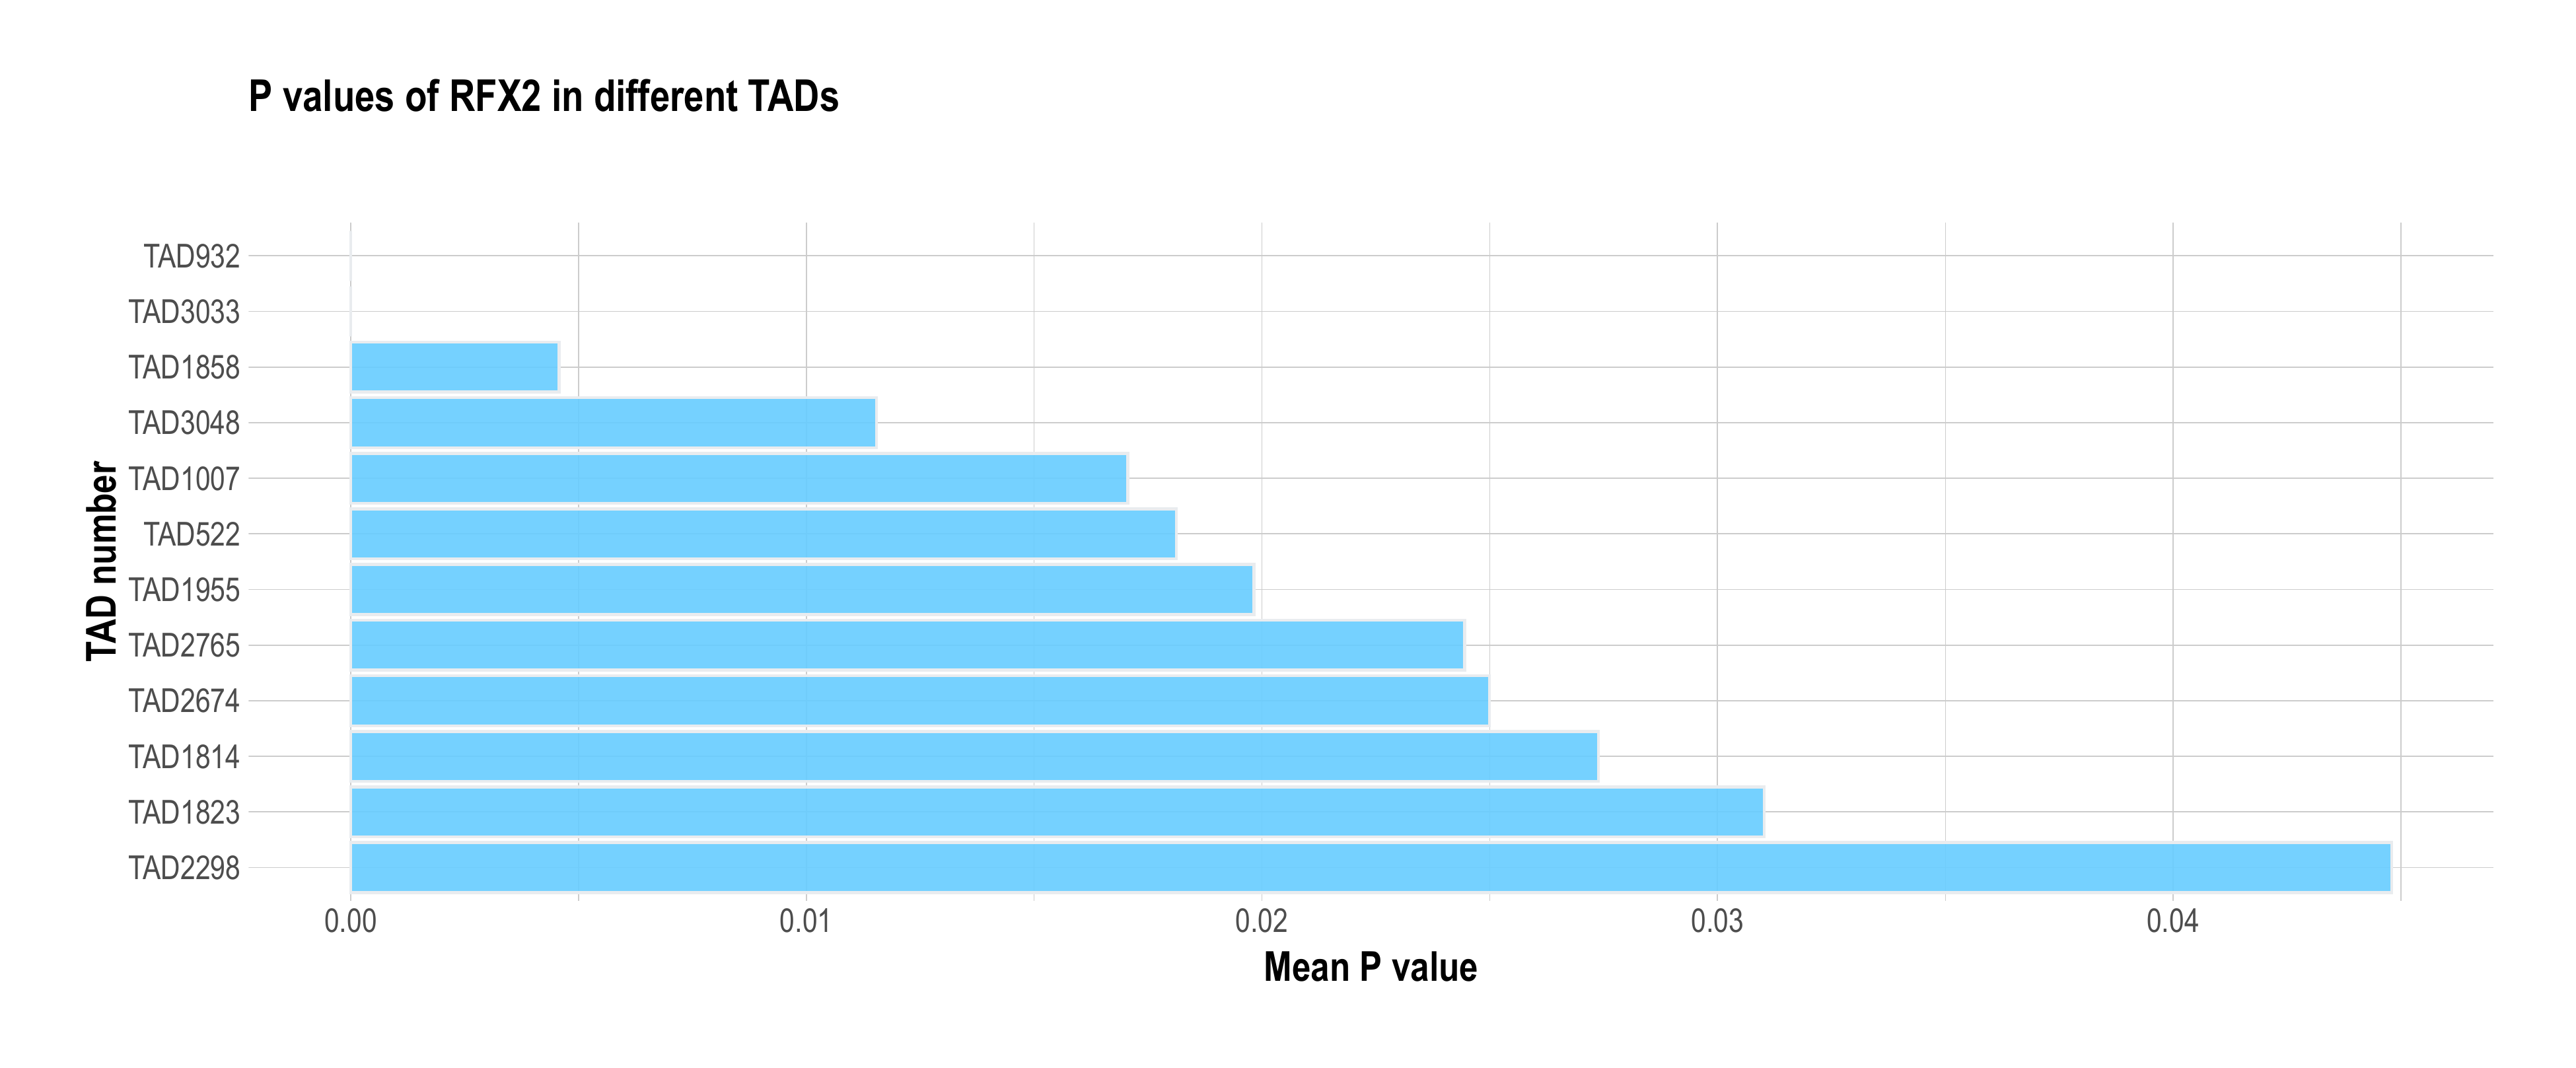 P values of RFX2 in different TADs
TAD number
TAD932
TAD3033
TAD1858
TAD3048
TAD1007
TAD522
TAD1955
TAD2765
TAD2674
TAD1814
TAD1823
TAD2298
0.00 0.01 0.02 0.03 0.04
Mean P value